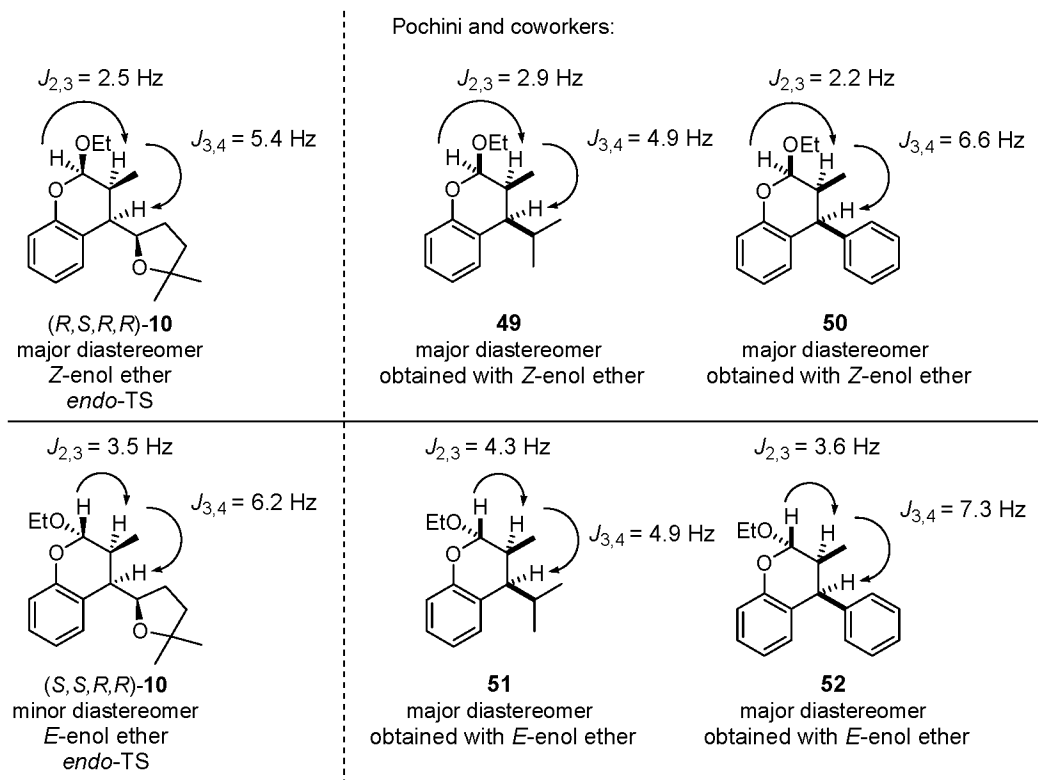 Pochini and coworkers:
J2,3 = 2.5 Hz
J3,4 = 5.4 Hz
H
OEt
H
O
H
O
(R,S,R,R)-10
major diastereomer
Z-enol ether
endo-TS
J2,3 = 2.9 Hz
J3,4 = 4.9 Hz
H
OEt
H
O
H
49
major diastereomer
obtained with Z-enol ether
J2,3 = 2.2 Hz
J3,4 = 6.6 Hz
H
OEt
H
O
H
50
major diastereomer
obtained with Z-enol ether
J2,3 = 3.5 Hz
J3,4 = 6.2 Hz
H
EtO
H
O
H
O
(S,S,R,R)-10
minor diastereomer
E-enol ether
endo-TS
J2,3 = 4.3 Hz
J3,4 = 4.9 Hz
H
EtO
H
O
H
51
major diastereomer
obtained with E-enol ether
J2,3 = 3.6 Hz
J3,4 = 7.3 Hz
H
EtO
H
O
H
52
major diastereomer
obtained with E-enol ether